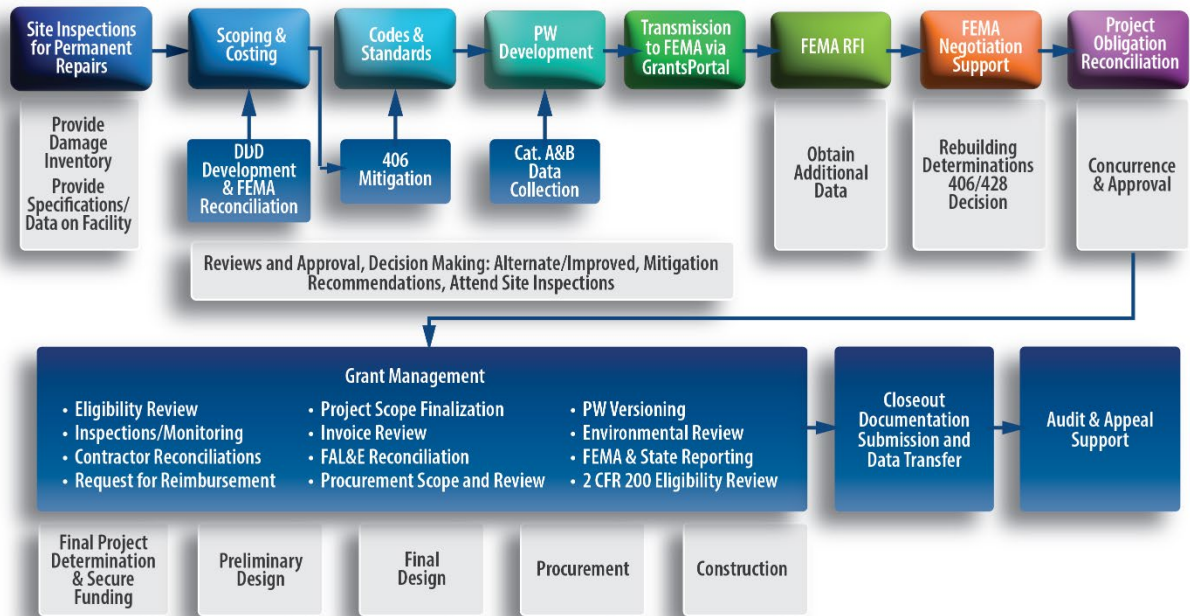 Site Inspections
for Permanent
Repairs
Scoping &
Costing
Codes &
Standards
PW
Development
Transmission
to FEMA via
GrantsPortal
FEMA RFI
FEMA
Negotiation
Support
Project
Obligation
Reconciliation
Provide
Damage
Inventory
Provide
Specifications/
Data on Facility
DDD
Development
& FEMA
Reconciliation
406
Mitigation
Cat. A&B
Data
Collection
Obtain
Additional
Data
Rebuilding
Determinations
406/428
Decision
Concurrence
& Approval
Reviews and Approval, Decision Making: Alternate/Improved, Mitigation
Recommendations, Attend Site Inspections
Grant Management
• Eligibility Review
• Inspections/Monitoring
• Contractor Reconciliations
• Request for Reimbursement
• Project Scope Finalization
• Invoice Review
• FAL&E Reconciliation
• Procurement Scope and Review
• PW Versioning
• Environmental Review
• FEMA & State Reporting
• 2 CFR 200 Eligibility Review
Closeout
Documentation
Submission and
Data Transfer
Audit & Appeal
Support
Final Project
Determination
& Secure
Funding
Preliminary
Design
Final
Design
Procurement
Construction